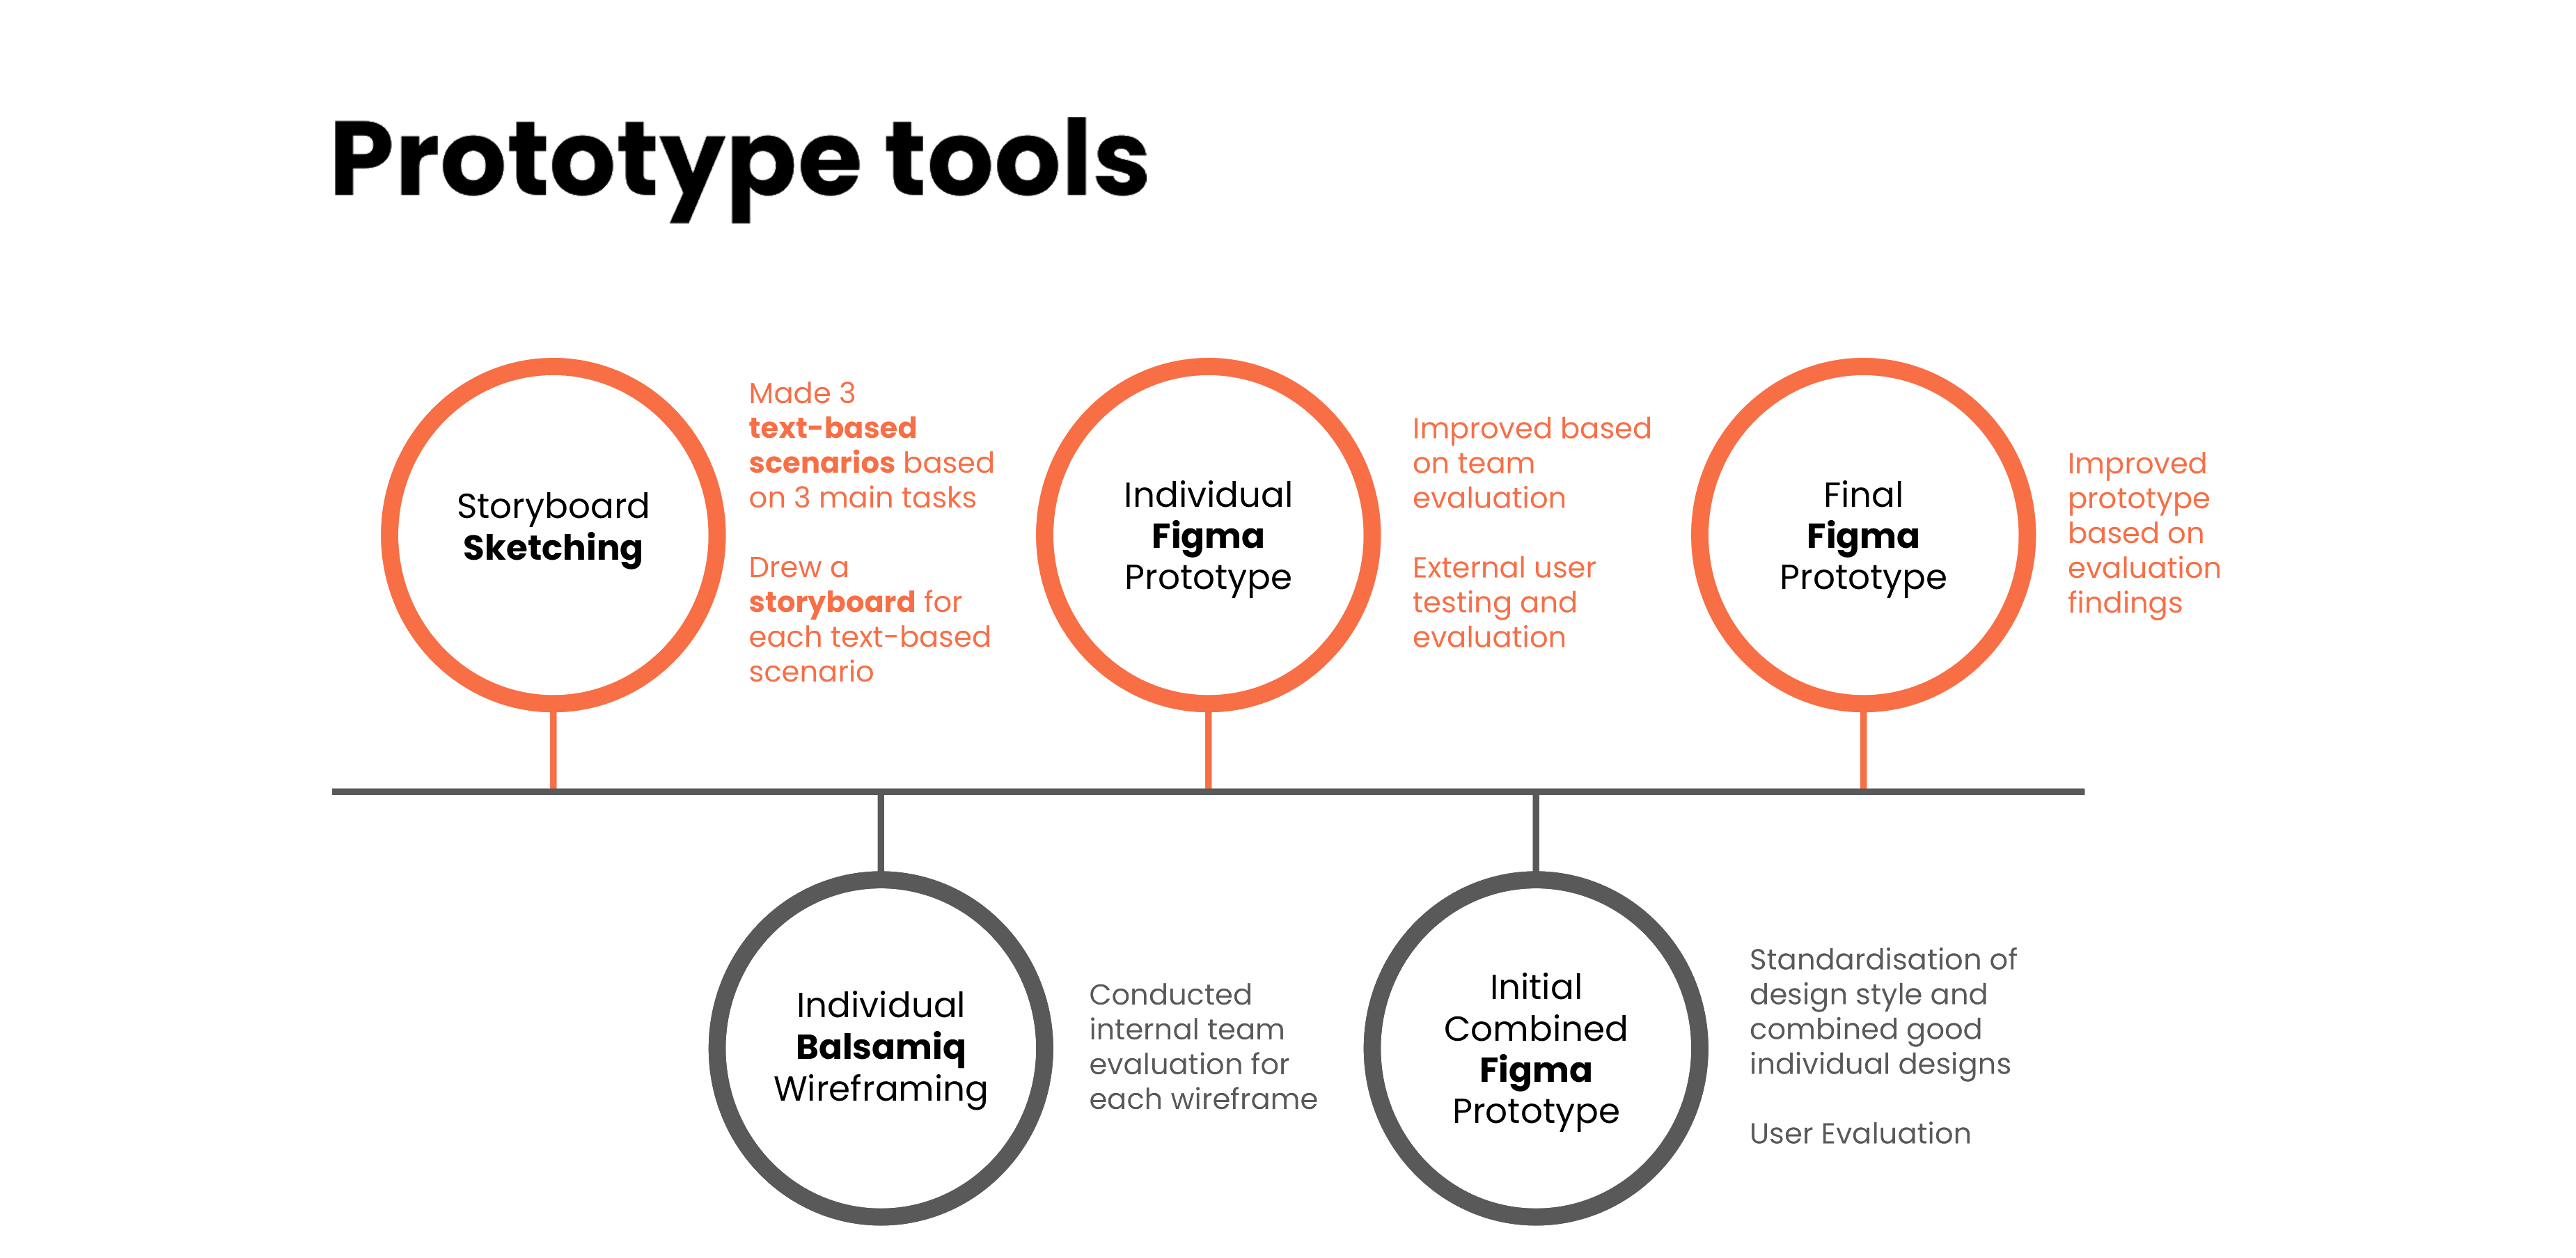 Prototype tools
Storyboard
Sketching
Made 3
text-based
scenarios based
on 3 main tasks
Drew a
storyboard for
each text-based
scenario
Individual
Figma
Prototype
Improved based
on team
evaluation
External user
testing and
evaluation
Final
Figma
Prototype
Improved
prototype
based on
evaluation
findings
Individual
Balsamiq
Wireframing
Conducted
internal team
evaluation for
each wireframe
Initial
Combined
Figma
Prototype
Standardisation of
design style and
combined good
individual designs
User Evaluation